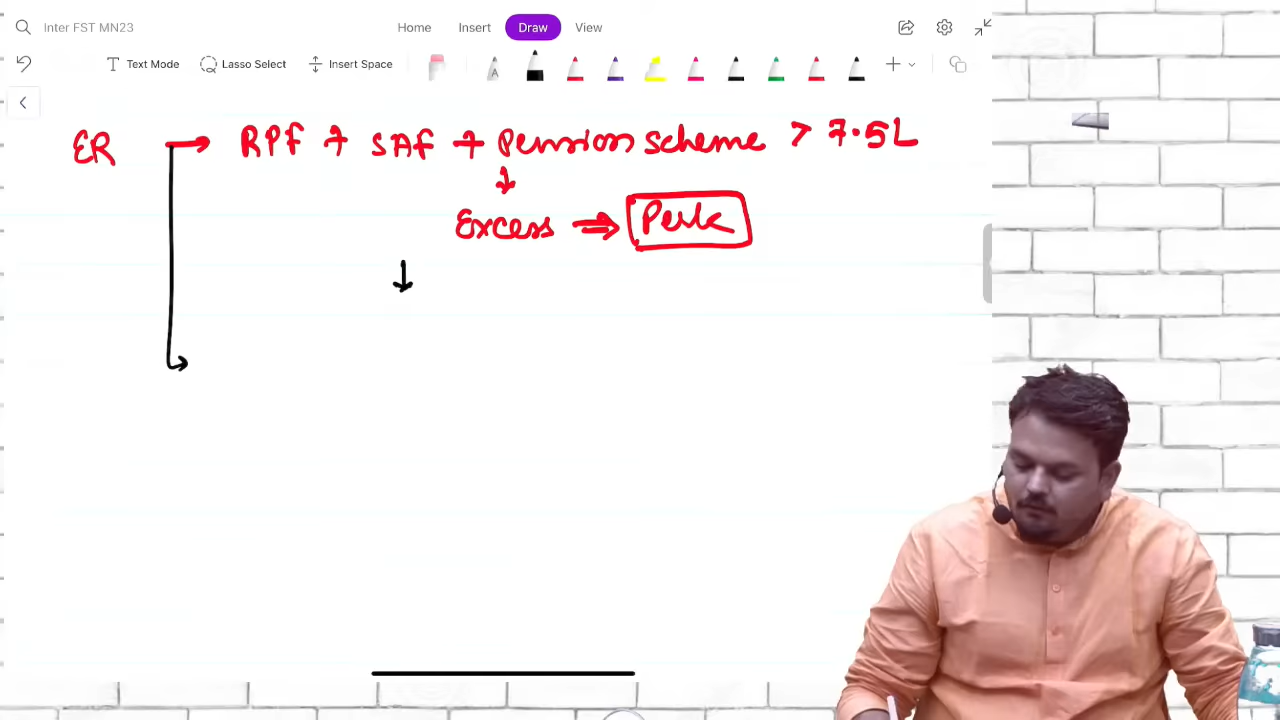 Inter FST MN23
Home Insert Draw View
Text Mode Lasso Select Insert Space
A
ER → RPf + SAf + Pension scheme > 7.5L
↓
Excess ⇒ Perk
↓